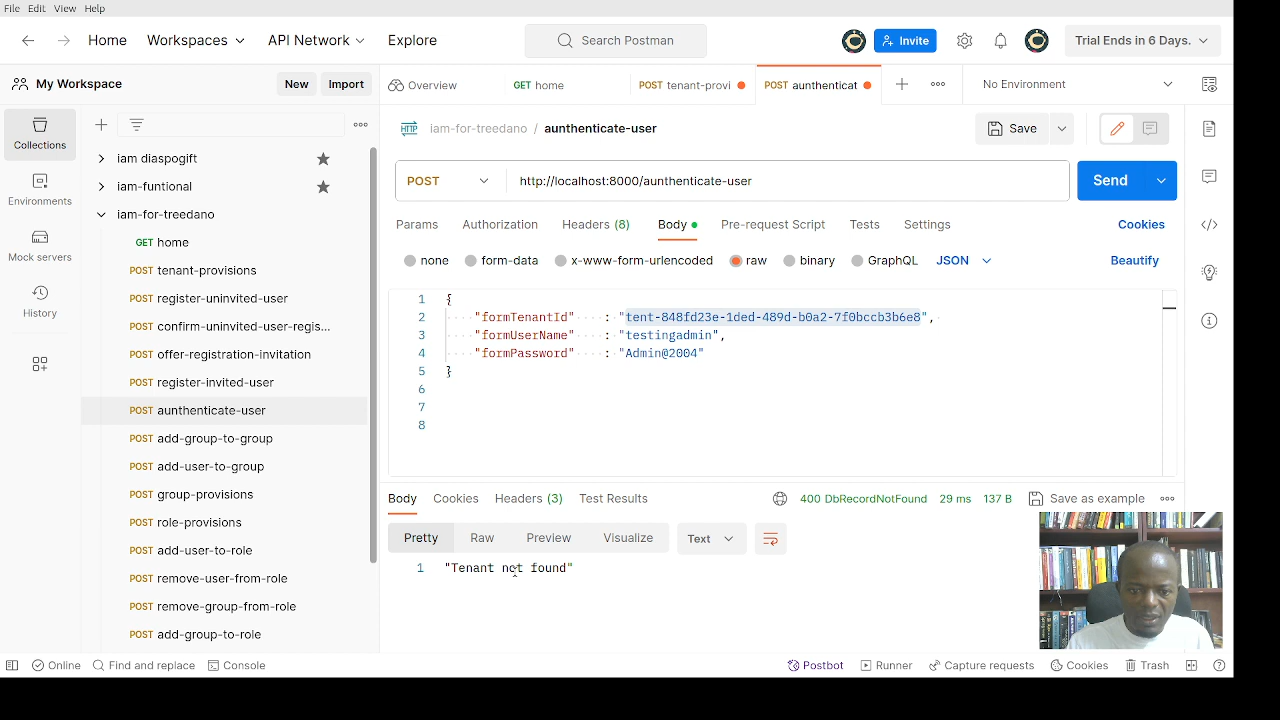 File Edit View Help
Home Workspaces API Network Explore Search Postman Invite Trial Ends in 6 Days.
My Workspace New Import Overview GET home POST tenant-provi POST aunthenticat No Environment
Collections
Environments
Mock servers
History
iam diaspogift
iam-funtional
iam-for-treedano
GET home
POST tenant-provisions
POST register-uninvited-user
POST confirm-uninvited-user-regis...
POST offer-registration-invitation
POST register-invited-user
POST aunthenticate-user
POST add-group-to-group
POST add-user-to-group
POST group-provisions
POST role-provisions
POST add-user-to-role
POST remove-user-from-role
POST remove-group-from-role
POST add-group-to-role
HTTP iam-for-treedano / aunthenticate-user Save
POST http://localhost:8000/aunthenticate-user Send
Params Authorization Headers (8) Body Pre-request Script Tests Settings Cookies
none form-data x-www-form-urlencoded raw binary GraphQL JSON Beautify
1 {
2 "formTenantId" : "tent-848fd23e-1ded-489d-b0a2-7f0bccb3b6e8",
3 "formUserName" : "testingadmin",
4 "formPassword" : "Admin@2004"
5 }
6
7
8
Body Cookies Headers (3) Test Results 400 DbRecordNotFound 29 ms 137 B Save as example
Pretty Raw Preview Visualize Text
1 "Tenant not found"
Online Find and replace Console Postbot Runner Capture requests Cookies Trash